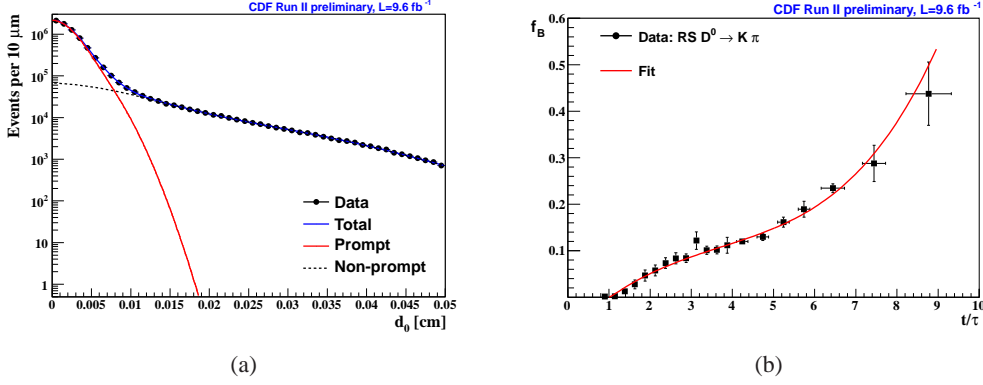 CDF Run II preliminary, L=9.6 fb⁻¹
Events per 10 μm
10⁶
10⁵
10⁴
10³
10²
10
1
Data
Total
Prompt
Non-prompt
0 0.005 0.01 0.015 0.02 0.025 0.03 0.035 0.04 0.045 0.05
d₀ [cm]
(a)
CDF Run II preliminary, L=9.6 fb⁻¹
f_B
0.6
0.5
0.4
0.3
0.2
0.1
0
Data: RS D⁰ → K π
Fit
0 1 2 3 4 5 6 7 8 9 10
t/τ
(b)